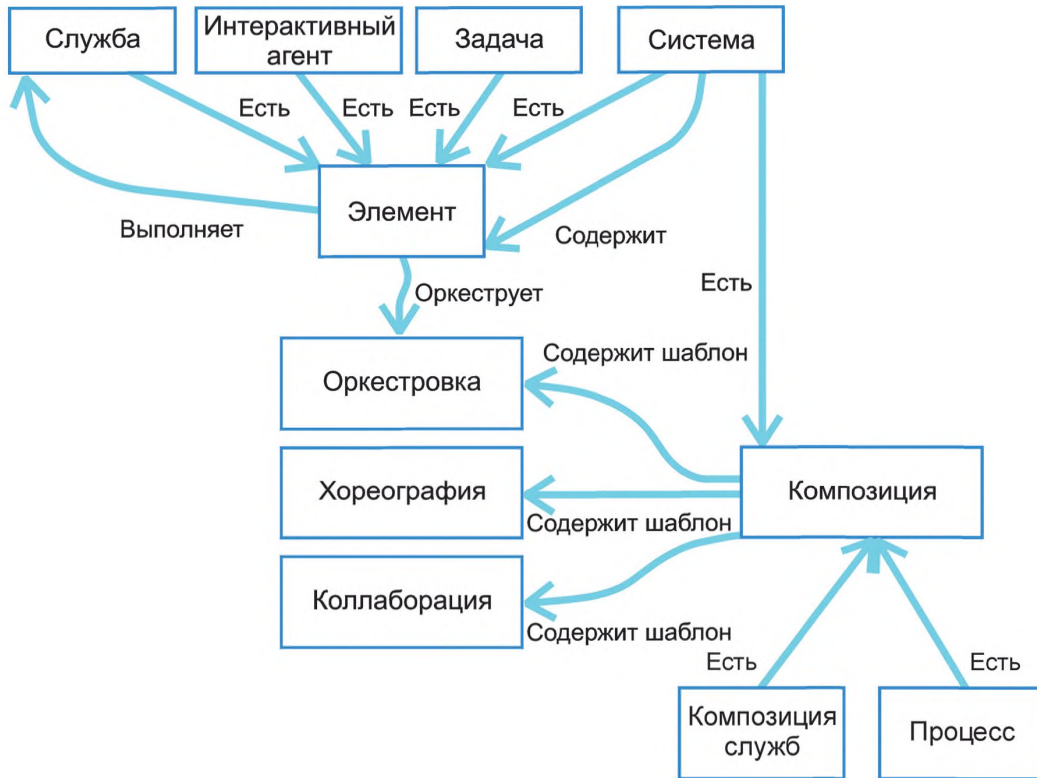 Служба
Интерактивный
агент
Задача
Система
Есть
Есть
Есть
Есть
Элемент
Выполняет
Содержит
Есть
Оркеструет
Содержит шаблон
Оркестровка
Хореография
Композиция
Содержит шаблон
Коллаборация
Содержит шаблон
Есть
Есть
Композиция
служб
Процесс